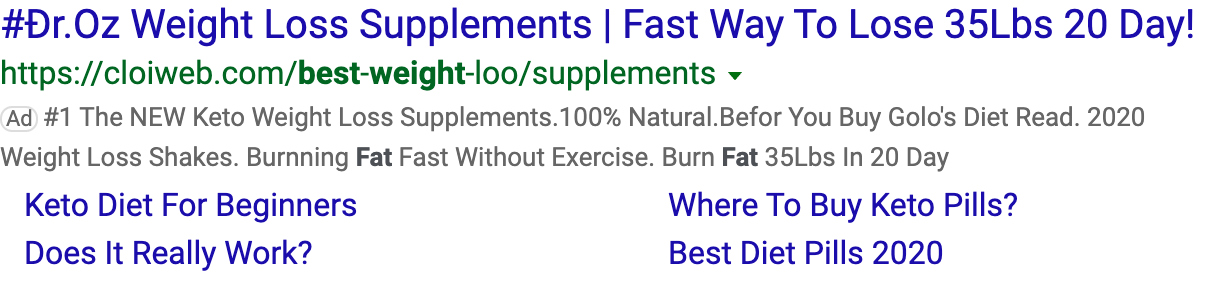 #Ðr.Oz Weight Loss Supplements | Fast Way To Lose 35Lbs 20 Day!
https://cloiweb.com/best-weight-loo/supplements
Ad #1 The NEW Keto Weight Loss Supplements.100% Natural.Befor You Buy Golo's Diet Read. 2020
Weight Loss Shakes. Burnning Fat Fast Without Exercise. Burn Fat 35Lbs In 20 Day
Keto Diet For Beginners
Where To Buy Keto Pills?
Does It Really Work?
Best Diet Pills 2020